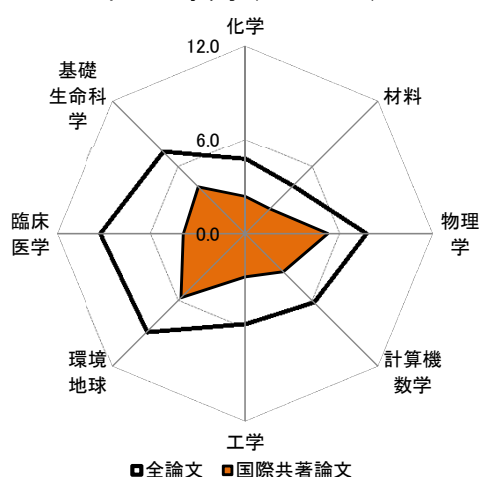 化学
12.0
基礎
生命科
学
材料
6.0
臨床
医学
0.0
物理
学
環境
地球
計算機
数学
工学
全論文 国際共著論文